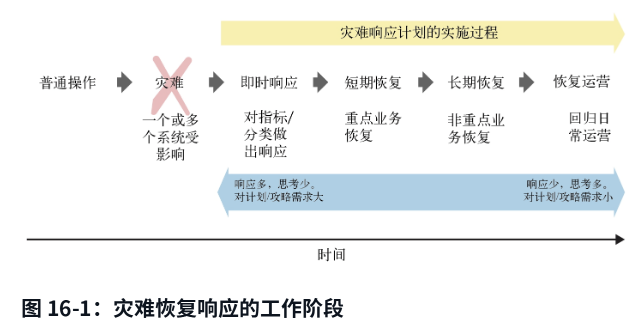 灾难响应计划的实施过程
普通操作
灾难
即时响应
短期恢复
长期恢复
恢复运营
一个或多
个系统受
影响
对指标/
分类做
出响应
重点业务
恢复
非重点业
务恢复
回归日
常运营
响应多，思考少。
对计划/攻略需求大
响应少，思考多。
对计划/攻略需求小
时间
图 16-1：灾难恢复响应的工作阶段